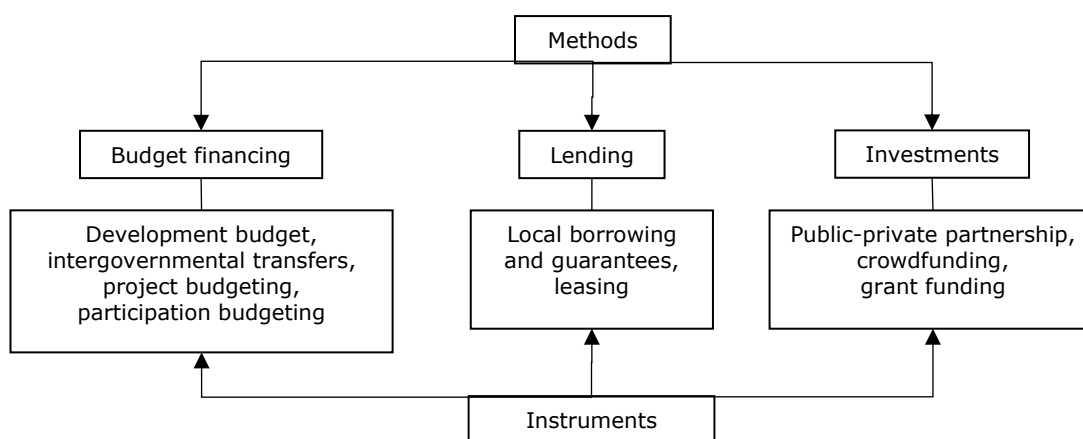 Methods
Budget financing
Lending
Investments
Development budget,
intergovernmental transfers,
project budgeting,
participation budgeting
Local borrowing
and guarantees,
leasing
Public-private partnership,
crowdfunding,
grant funding
Instruments